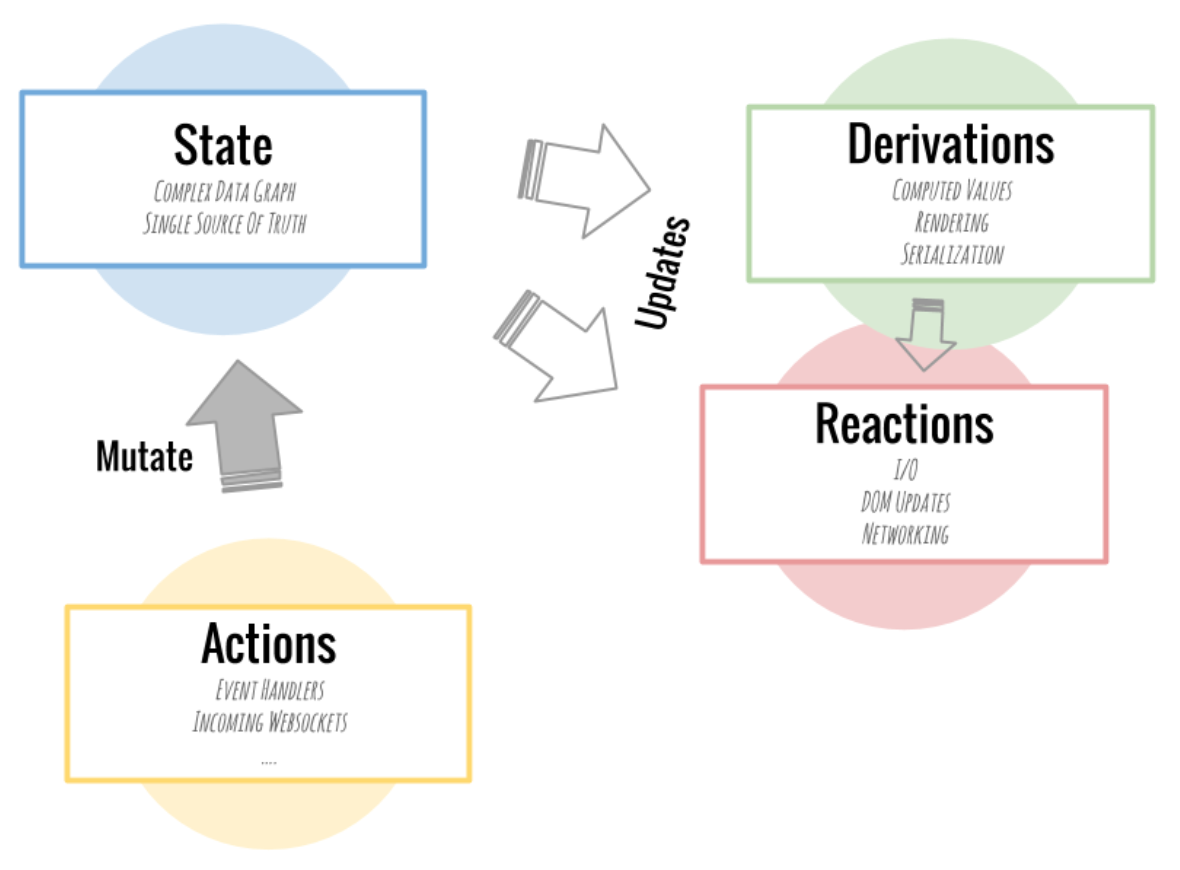 State
Complex Data Graph
Single Source Of Truth
Updates
Derivations
Computed Values
Rendering
Serialization
Mutate
Reactions
I/O
DOM Updates
Networking
Actions
Event Handlers
Incoming Websockets
....